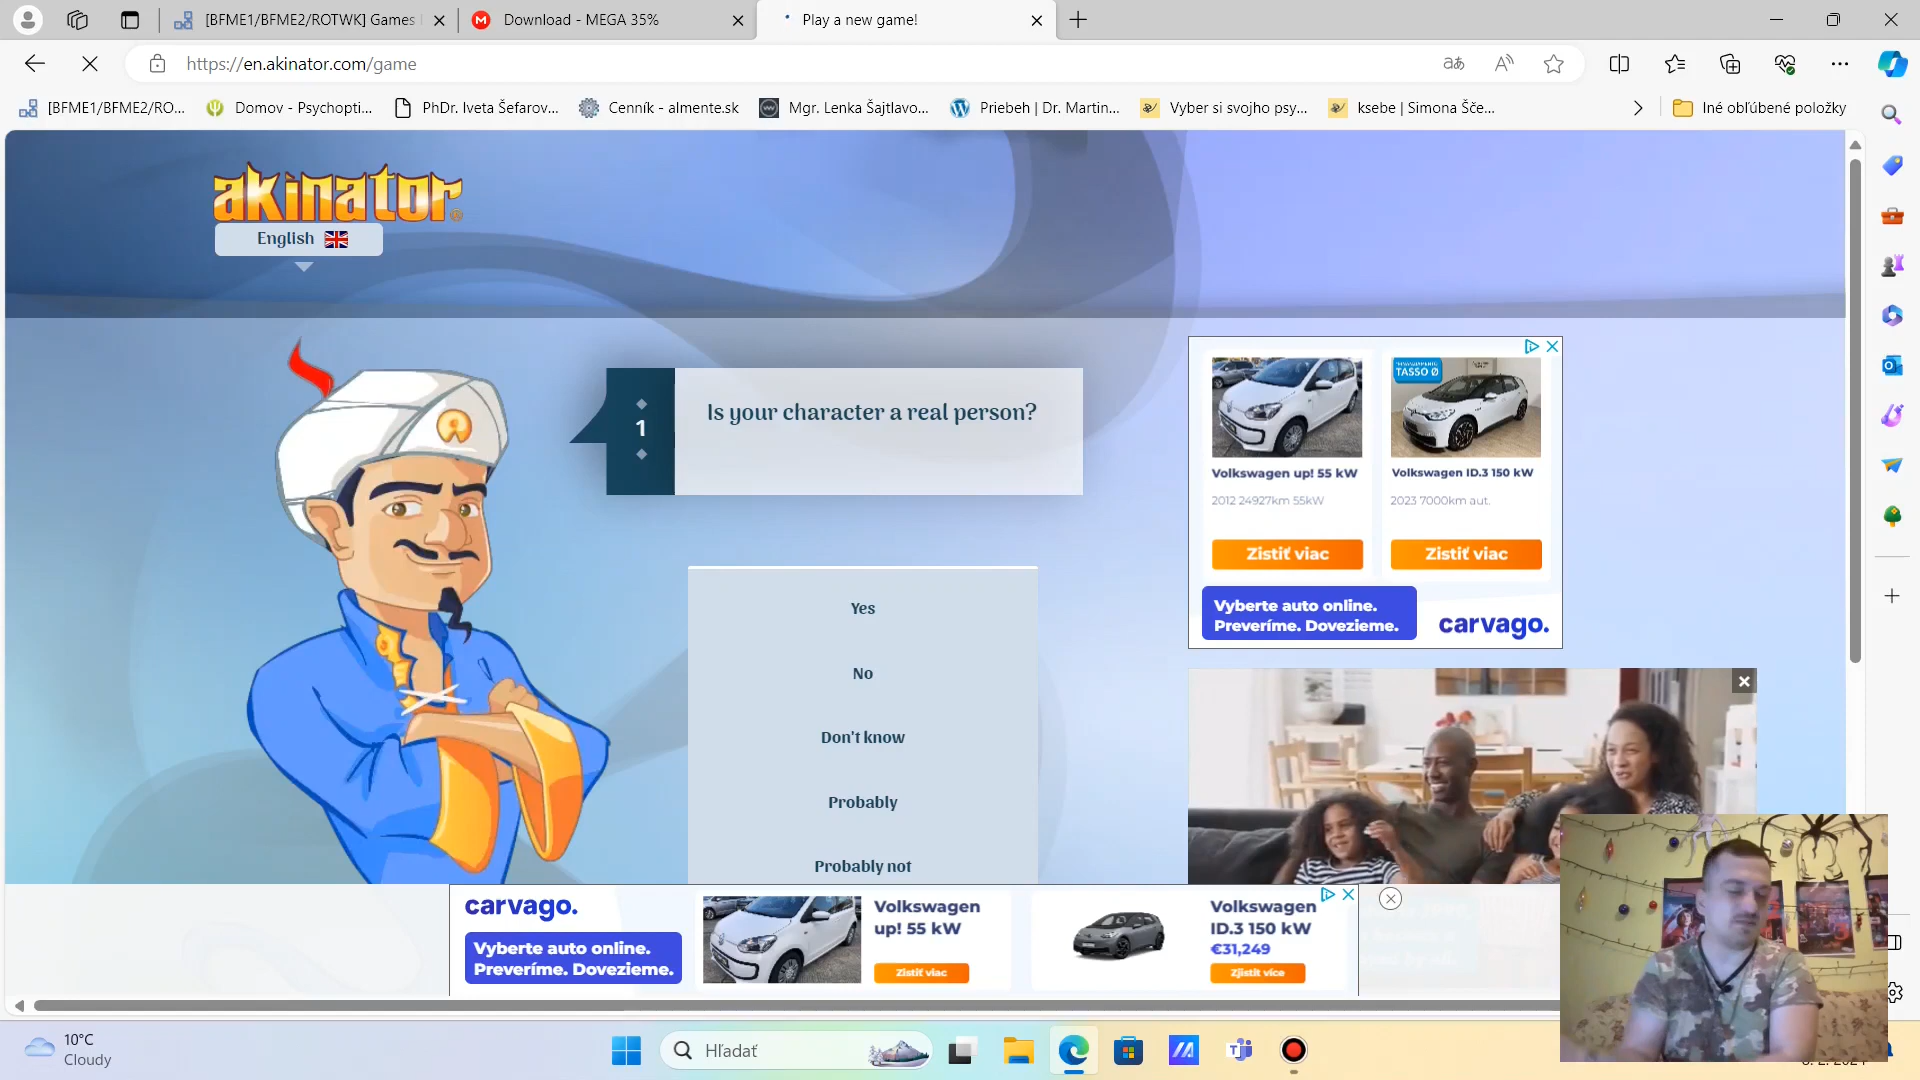 [BFME1/BFME2/ROTWK] Games
Download - MEGA 35%
Play a new game!
https://en.akinator.com/game
[BFME1/BFME2/RO...
Domov - Psychopti...
PhDr. Iveta Šefarov...
Cenník - almente.sk
Mgr. Lenka Šajtlavo...
Priebeh | Dr. Martin...
Vyber si svojho psy...
ksebe | Simona Šče...
Iné obľúbené položky
akinator
English
1
Is your character a real person?
Yes
No
Don't know
Probably
Probably not
TASSO Ø
Volkswagen up! 55 kW
2012 24927km 55kW
Zistiť viac
Volkswagen ID.3 150 kW
2023 7000km aut.
Zistiť viac
Vyberte auto online.
Preveríme. Dovezieme.
carvago.
carvago.
Vyberte auto online.
Preveríme. Dovezieme.
Volkswagen
up! 55 kW
Zistiť viac
Volkswagen
ID.3 150 kW
€31,249
Zjistit více
10°C
Cloudy
Hľadať